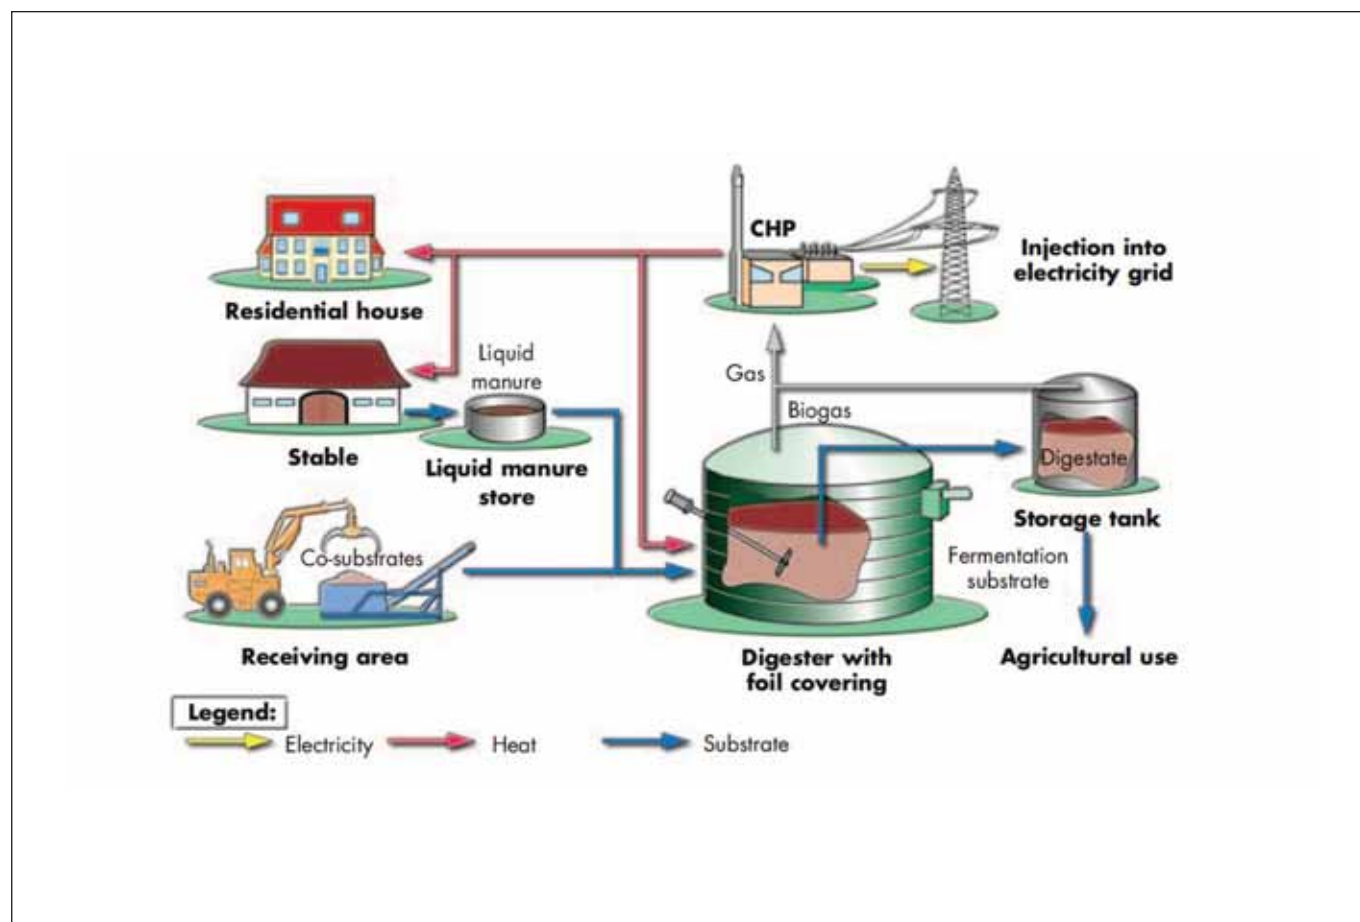 CHP
Injection into
electricity grid
Residential house
Liquid
manure
Gas
Biogas
Stable
Liquid manure
store
Digestate
Storage tank
Co-substrates
Fermentation
substrate
Receiving area
Digester with
foil covering
Agricultural use
Legend:
Electricity
Heat
Substrate